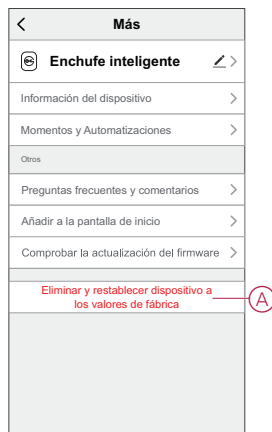 Más
Enchufe inteligente
Información del dispositivo
Momentos y Automatizaciones
Otros
Preguntas frecuentes y comentarios
Añadir a la pantalla de inicio
Comprobar la actualización del firmware
Eliminar y restablecer dispositivo a
los valores de fábrica
A